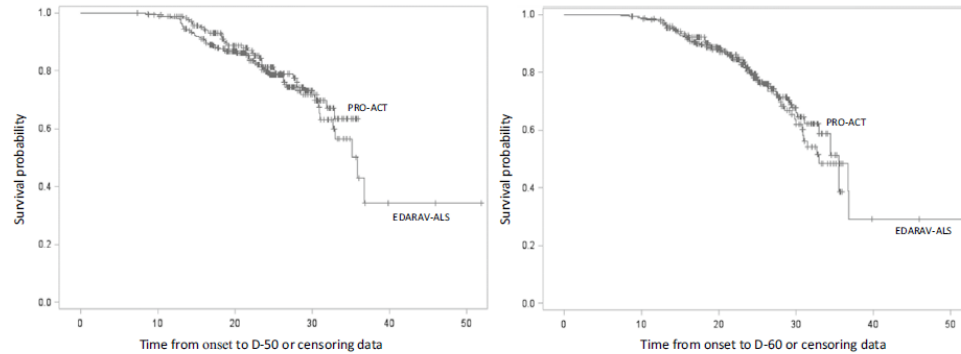 1.0
0.8
0.6
0.4
0.2
0.0
Survival probability
PRO-ACT
EDARAV-ALS
0 10 20 30 40 50
Time from onset to D-50 or censoring data
1.0
0.8
0.6
0.4
0.2
0.0
Survival probability
PRO-ACT
EDARAV-ALS
0 10 20 30 40 50
Time from onset to D-60 or censoring data